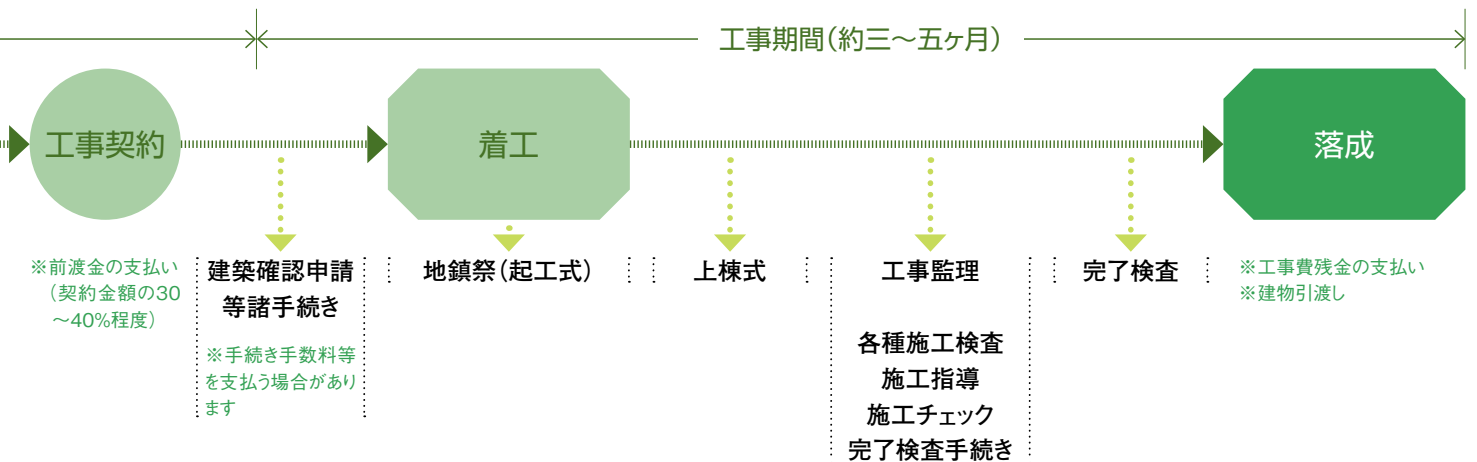 工事期間（約三～五ヶ月）
工事契約
着工
落成
※前渡金の支払い
（契約金額の30
～40%程度）
建築確認申請
等諸手続き
※手続き手数料等
を支払う場合があり
ます
地鎮祭（起工式）
上棟式
工事監理
各種施工検査
施工指導
施工チェック
完了検査手続き
完了検査
※工事費残金の支払い
※建物引渡し